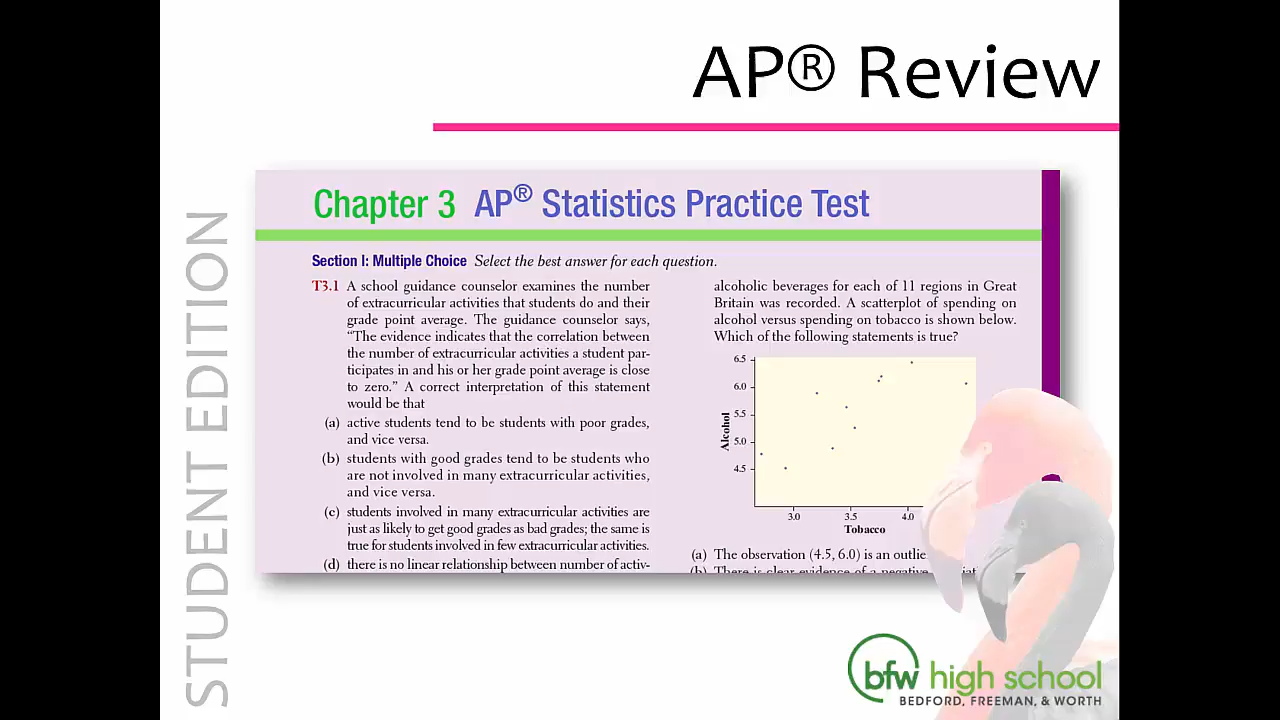 AP® Review
STUDENT EDITION
Chapter 3 AP® Statistics Practice Test
Section I: Multiple Choice Select the best answer for each question.
T3.1 A school guidance counselor examines the number
of extracurricular activities that students do and their
grade point average. The guidance counselor says,
“The evidence indicates that the correlation between
the number of extracurricular activities a student par-
ticipates in and his or her grade point average is close
to zero.” A correct interpretation of this statement
would be that
(a) active students tend to be students with poor grades,
and vice versa.
(b) students with good grades tend to be students who
are not involved in many extracurricular activities,
and vice versa.
(c) students involved in many extracurricular activities are
just as likely to get good grades as bad grades; the same is
true for students involved in few extracurricular activities.
(d) there is no linear relationship between number of activ-
alcoholic beverages for each of 11 regions in Great
Britain was recorded. A scatterplot of spending on
alcohol versus spending on tobacco is shown below.
Which of the following statements is true?
6.5
6.0
5.5
5.0
4.5
Alcohol
3.0 3.5 4.0
Tobacco
(a) The observation (4.5, 6.0) is an
(b) There is clear evidence of a negative
bfw high school
BEDFORD, FREEMAN, & WORTH